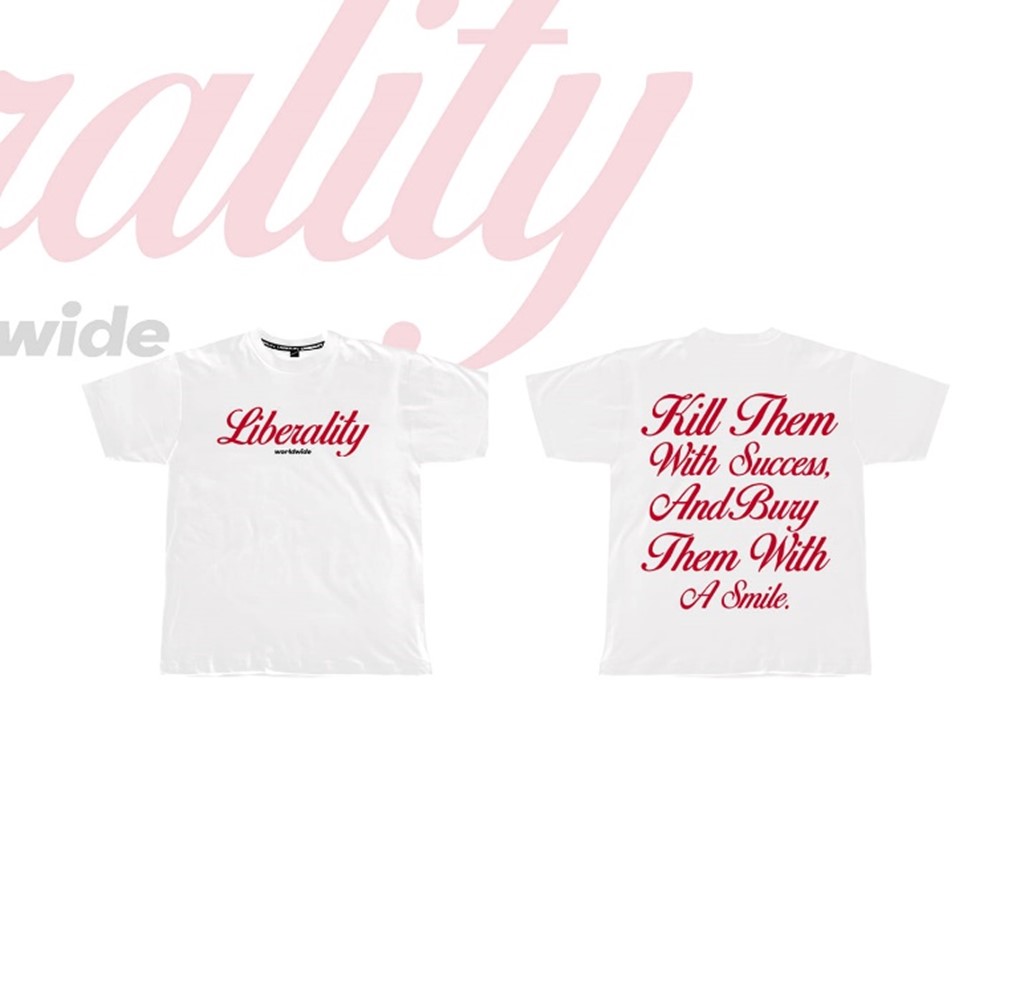 rality
wide
Liberality
worldwide
Kill Them
With Success,
And Bury
Them With
A Smile.